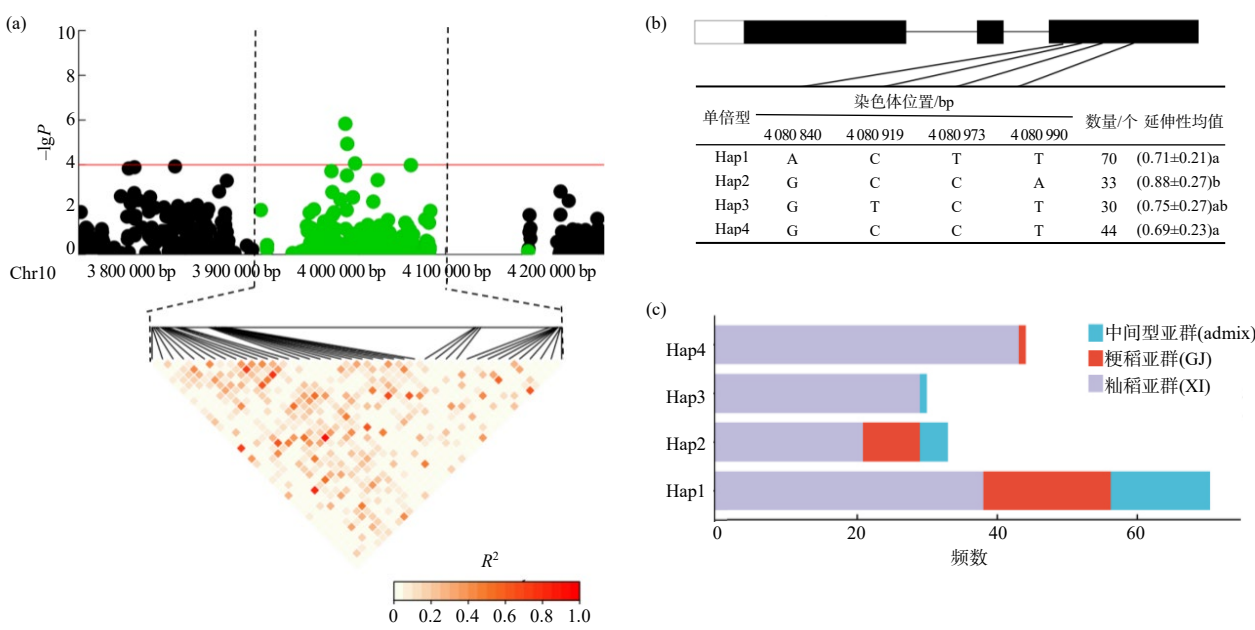 (a)
10
8
6
4
2
0
−lgP
Chr10
3 800 000 bp 3 900 000 bp 4 000 000 bp 4 100 000 bp 4 200 000 bp
R²
0 0.2 0.4 0.6 0.8 1.0
(b)
单倍型 染色体位置/bp 数量/个 延伸性均值
4 080 840 4 080 919 4 080 973 4 080 990
Hap1 A C T T 70 (0.71±0.21)a
Hap2 G C C A 33 (0.88±0.27)b
Hap3 G T C T 30 (0.75±0.27)ab
Hap4 G C C T 44 (0.69±0.23)a
(c)
Hap4
Hap3
Hap2
Hap1
中间型亚群(admix)
粳稻亚群(GJ)
籼稻亚群(XI)
0 20 40 60
频数